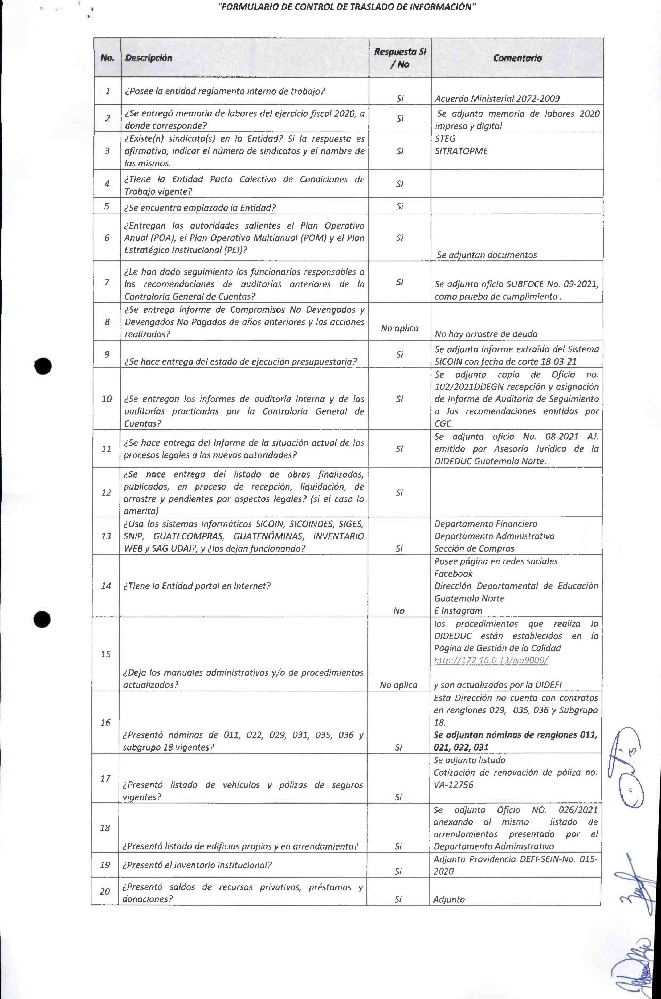 "FORMULARIO DE CONTROL DE TRASLADO DE INFORMACIÓN"
No. Descripción Respuesta SI / No Comentario
1 ¿Posee la entidad reglamento interno de trabajo? Si Acuerdo Ministerial 2072-2009
2 ¿Se entregó memoria de labores del ejercicio fiscal 2020, a
donde corresponde?
Si
Se adjunta memoria de labores 2020
impresa y digital
3 ¿Existe(n) sindicato(s) en la Entidad? Si la respuesta es
afirmativa, indicar el número de sindicatos y el nombre de
los mismos.
Si
STEG
SITRATOPME
4 ¿Tiene la Entidad Pacto Colectivo de Condiciones de
Trabajo vigente?
SI
5 ¿Se encuentra emplazada la Entidad? Si
6 ¿Entregan las autoridades salientes el Plan Operativo
Anual (POA), el Plan Operativo Multianual (POM) y el Plan
Estratégico Institucional (PEI)?
Si
Se adjuntan documentos
7 ¿Le han dado seguimiento los funcionarios responsables a
las recomendaciones de auditorías anteriores de la
Contraloría General de Cuentas?
Si
Se adjunta oficio SUBFOCE No. 09-2021,
como prueba de cumplimiento .
8 ¿Se entrega informe de Compromisos No Devengados y
Devengados No Pagados de años anteriores y las acciones
realizadas?
No aplica
No hay arrastre de deuda
9 ¿Se hace entrega del estado de ejecución presupuestaria?
Si
Se adjunta informe extraído del Sistema
SICOIN con fecha de corte 18-03-21
10 ¿Se entregan los informes de auditoría interna y de las
auditorías practicadas por la Contraloría General de
Cuentas?
Si
Se adjunta copia de Oficio no.
102/2021DDEGN recepción y asignación
de Informe de Auditoria de Seguimiento
a las recomendaciones emitidas por
CGC.
11 ¿Se hace entrega del Informe de la situación actual de los
procesos legales a las nuevas autoridades?
Si
Se adjunta oficio No. 08-2021 AJ.
emitido por Asesoría Jurídica de la
DIDEDUC Guatemala Norte.
12 ¿Se hace entrega del listado de obras finalizadas,
publicadas, en proceso de recepción, liquidación, de
arrastre y pendientes por aspectos legales? (si el caso lo
amerita)
Si
13 ¿Usa los sistemas informáticos SICOIN, SICOINDES, SIGES,
SNIP, GUATECOMPRAS, GUATENÓMINAS, INVENTARIO
WEB y SAG UDAI?, y ¿los dejan funcionando?
Si
Departamento Financiero
Departamento Administrativo
Sección de Compras
14 ¿Tiene la Entidad portal en internet?
No
Posee página en redes sociales
Facebook
Dirección Departamental de Educación
Guatemala Norte
E Instagram
15 ¿Deja los manuales administrativos y/o de procedimientos
actualizados?
No aplica
los procedimientos que realiza la
DIDEDUC están establecidos en la
Página de Gestión de la Calidad
http://172.16.0.13/iso9000/
y son actualizados por la DIDEFI
16 ¿Presentó nóminas de 011, 022, 029, 031, 035, 036 y
subgrupo 18 vigentes?
Si
Esta Dirección no cuenta con contratos
en renglones 029, 035, 036 y Subgrupo
18,
Se adjuntan nóminas de renglones 011,
021, 022, 031
17 ¿Presentó listado de vehículos y pólizas de seguros
vigentes?
Si
Se adjunta listado
Cotización de renovación de póliza no.
VA-12756
18 ¿Presentó listado de edificios propios y en arrendamiento?
Si
Se adjunta Oficio NO. 026/2021
anexando al mismo listado de
arrendamientos presentado por el
Departamento Administrativo
19 ¿Presentó el inventario institucional?
Si
Adjunto Providencia DEFI-SEIN-No. 015-
2020
20 ¿Presentó saldos de recursos privativos, préstamos y
donaciones?
Si
Adjunto